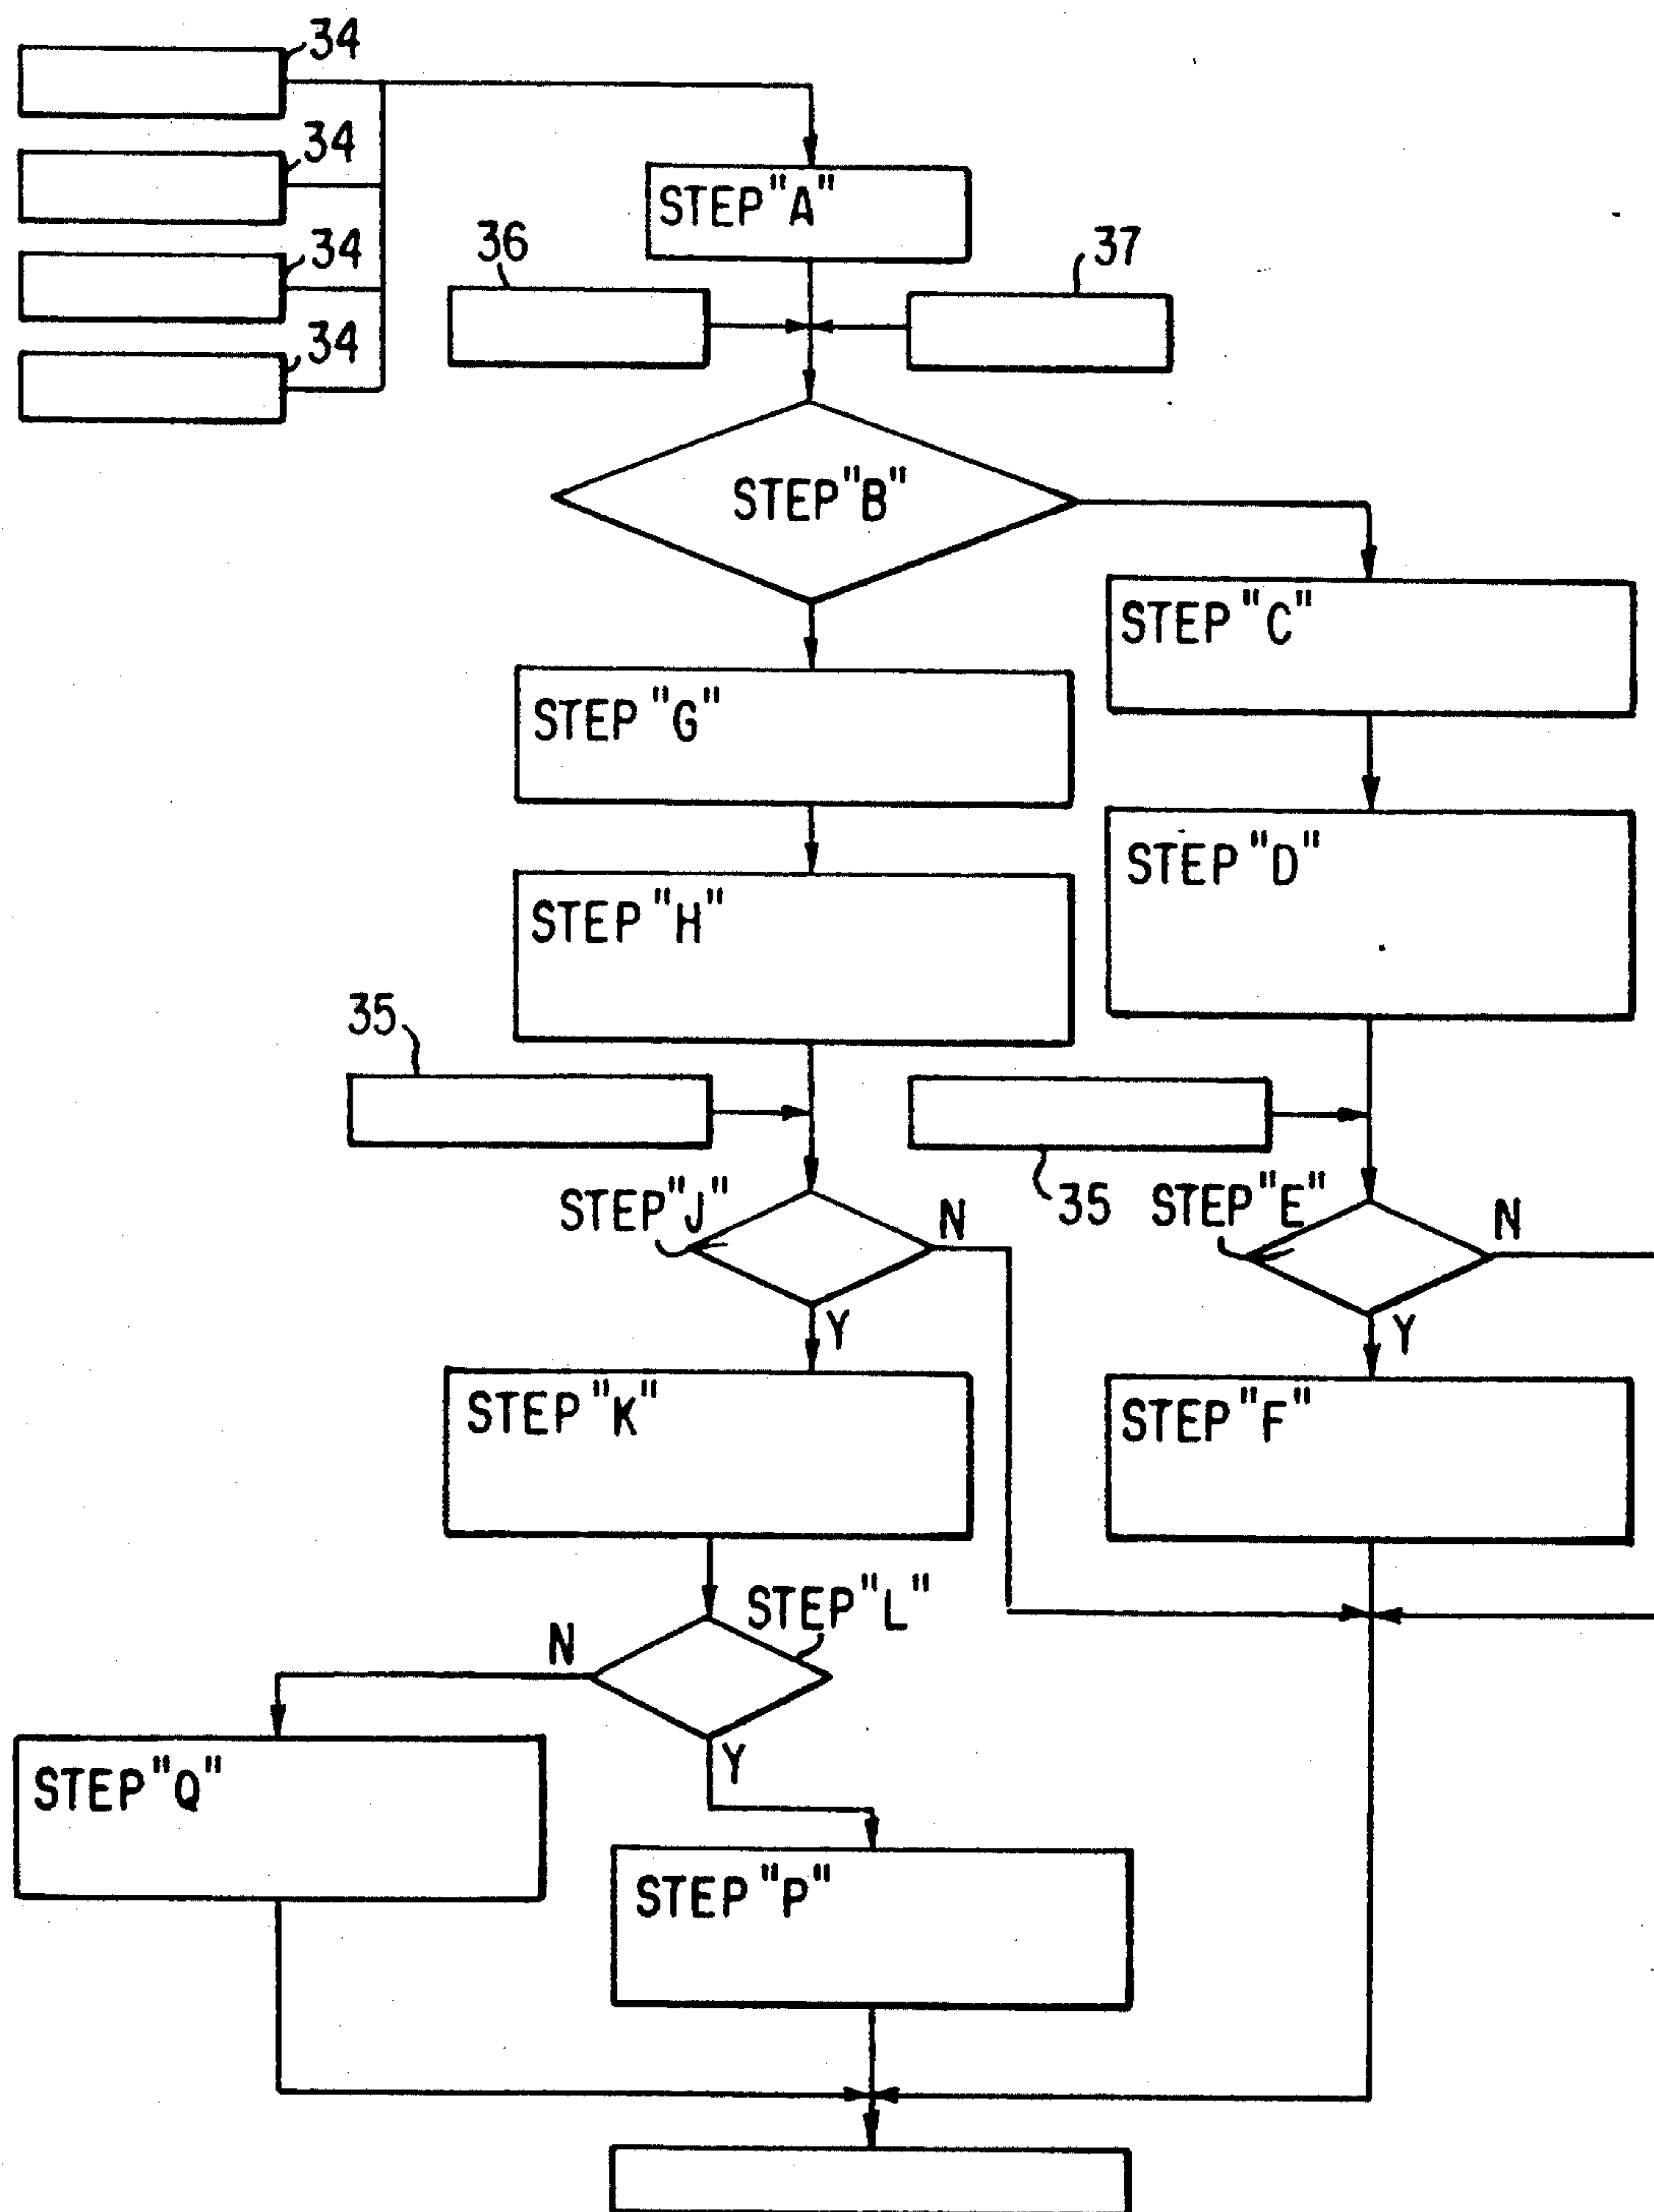 34
34
34
34
STEP "A"
36
37
STEP "B"
STEP "C"
STEP "G"
STEP "D"
STEP "H"
35
35
STEP "J"
N
STEP "E"
N
Y
Y
STEP "K"
STEP "F"
STEP "L"
N
Y
STEP "Q"
STEP "P"